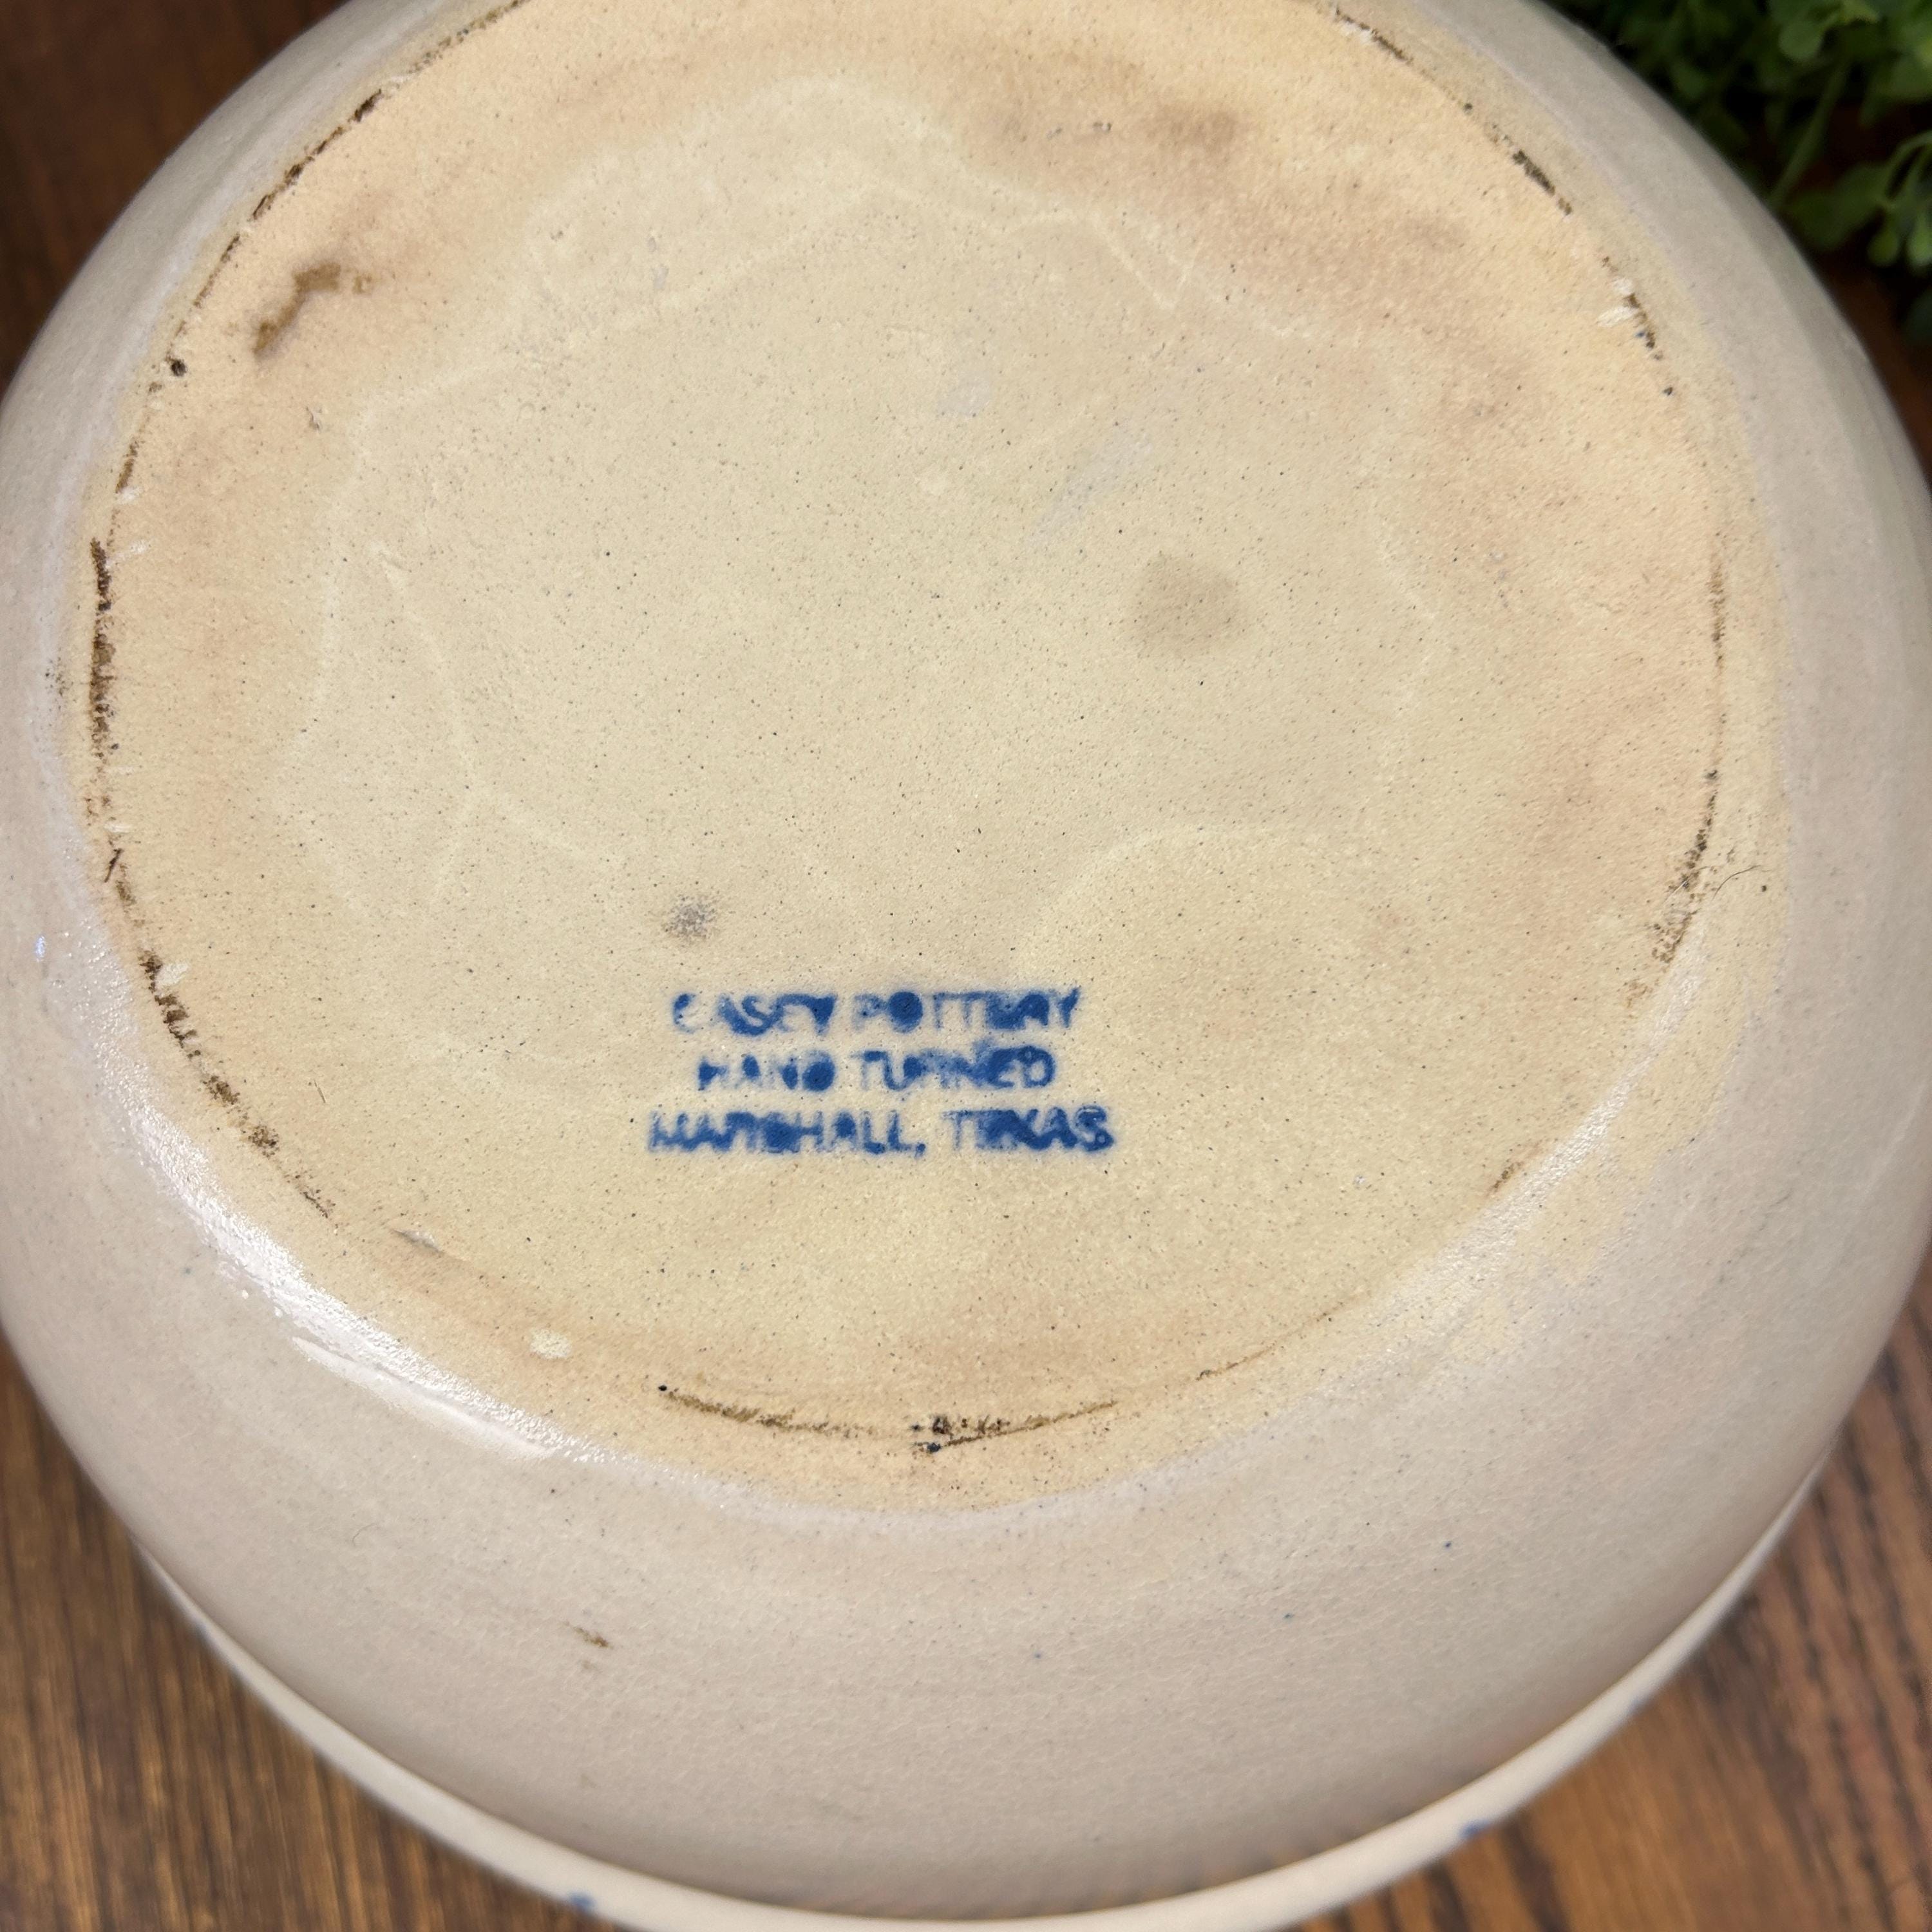 CASEY POTTERY
HAND TURNED
MARSHALL, TEXAS